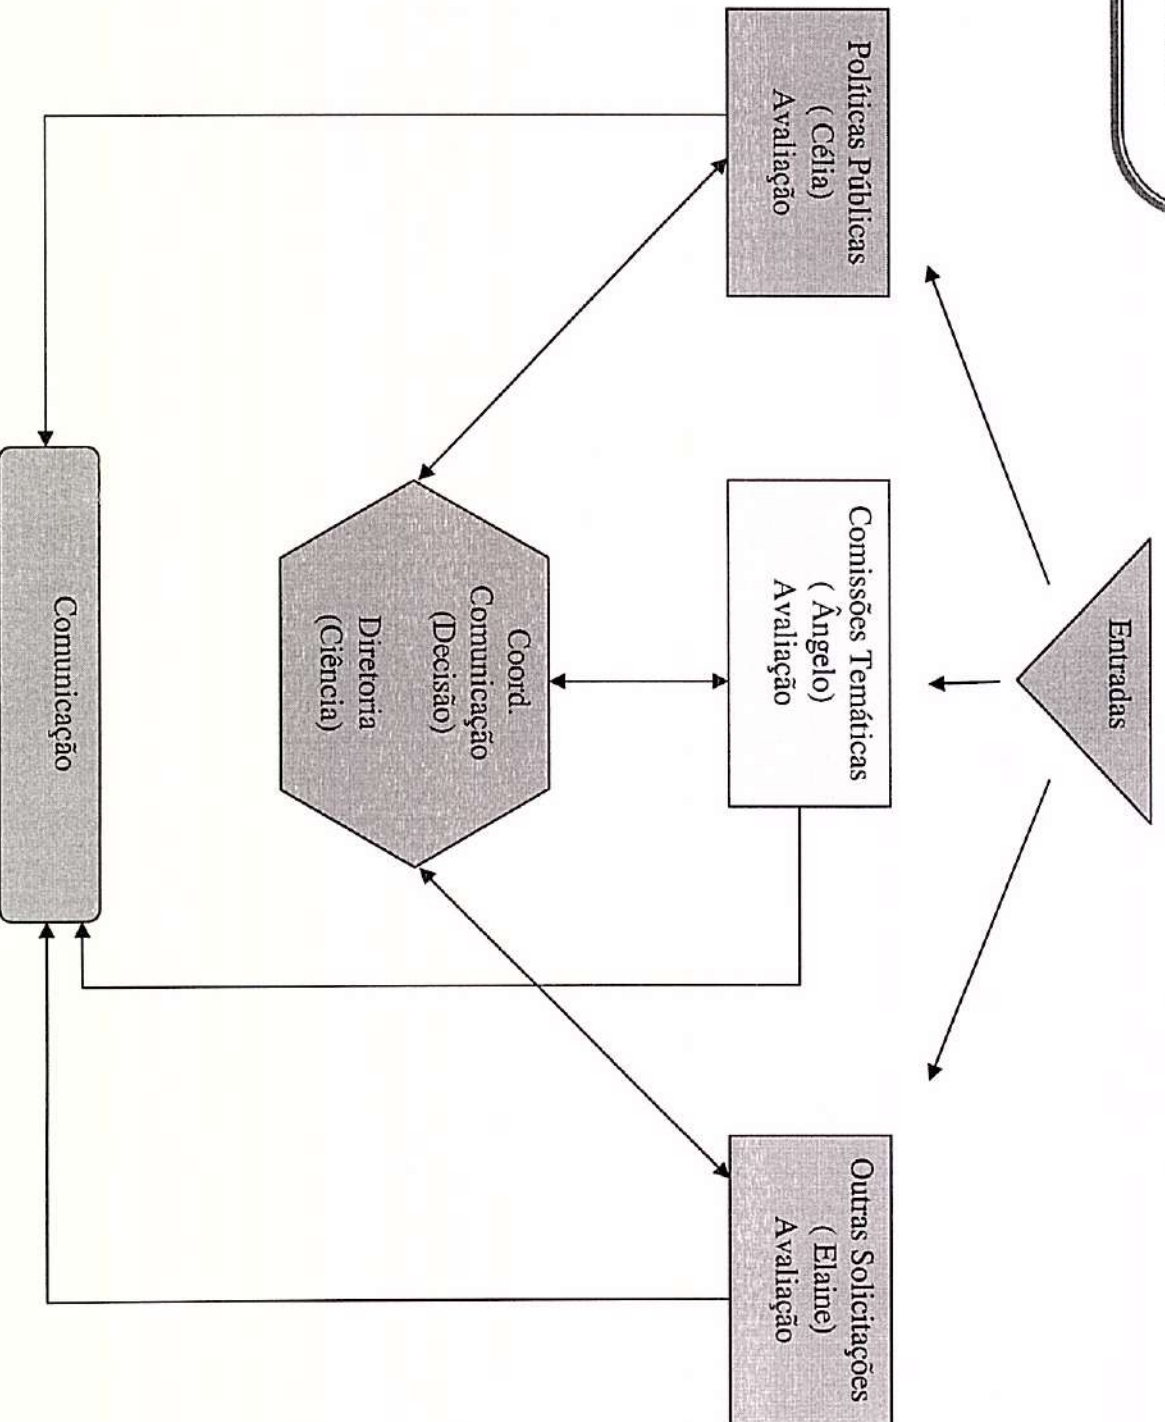 Entradas
Políticas Públicas
( Célia)
Avaliação
Comissões Temáticas
( Ângelo)
Avaliação
Outras Solicitações
( Elaine)
Avaliação
Coord.
Comunicação
(Decisão)
Diretoria
(Ciência)
Comunicação